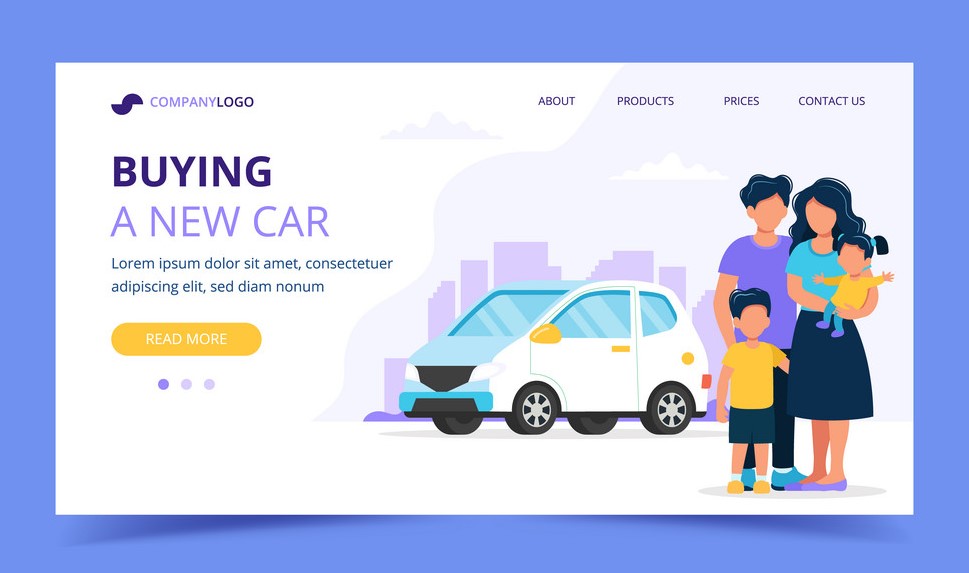 COMPANYLOGO
ABOUT
PRODUCTS
PRICES
CONTACT US
BUYING
A NEW CAR
Lorem ipsum dolor sit amet, consectetuer
adipiscing elit, sed diam nonum
READ MORE